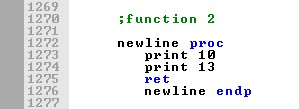 1269
1270 ;function 2
1271
1272 newline proc
1273 print 10
1274 print 13
1275 ret
1276 newline endp
1277